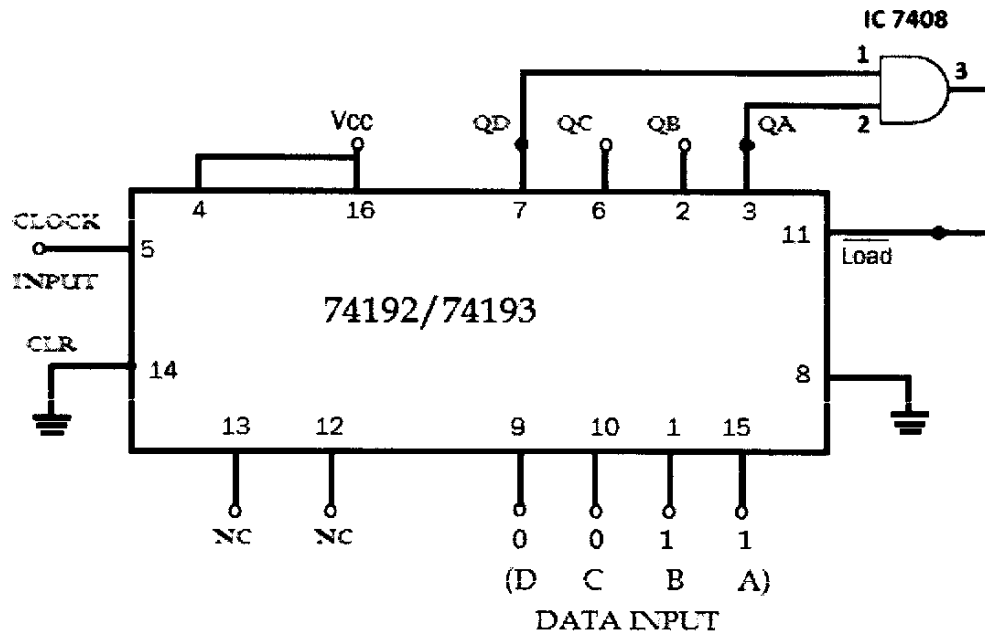 IC 7408
1
3
2
Vcc
QD QC QB QA
4 16 7 6 2 3
CLOCK
INPUT
5
11
Load
74192/74193
CLR
14
8
13 12 9 10 1 15
NC NC 0 0 1 1
(D C B A)
DATA INPUT